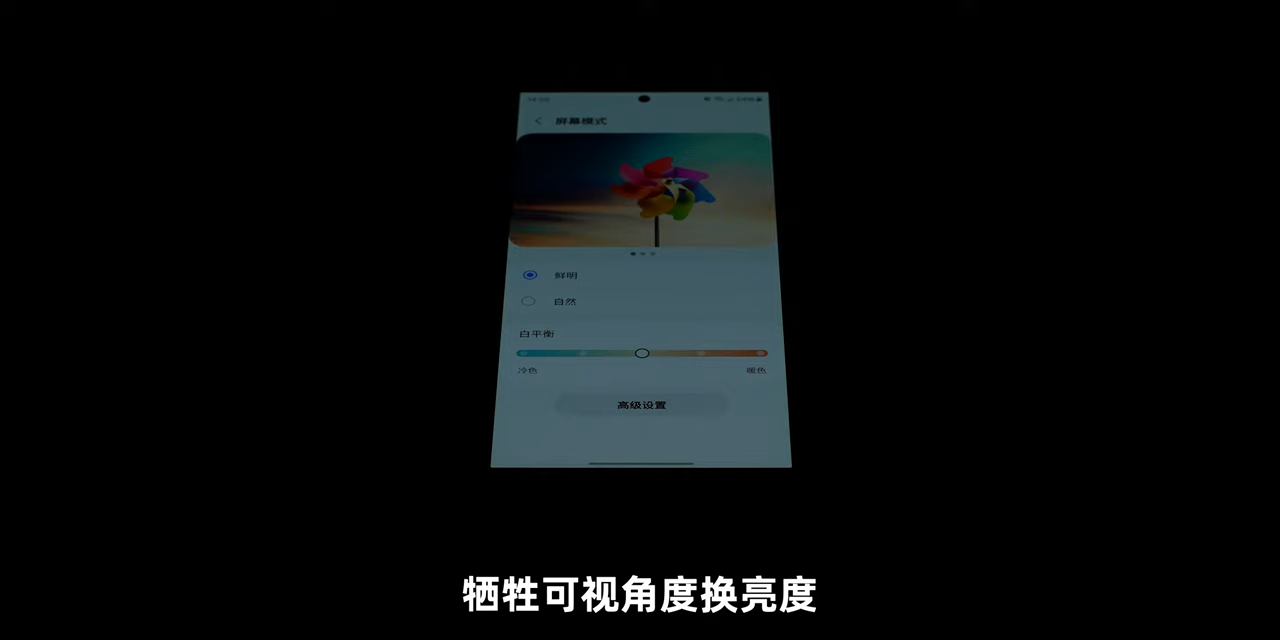 屏幕模式
鲜明
自然
白平衡
冷色
暖色
高级设置
牺牲可视角度换亮度